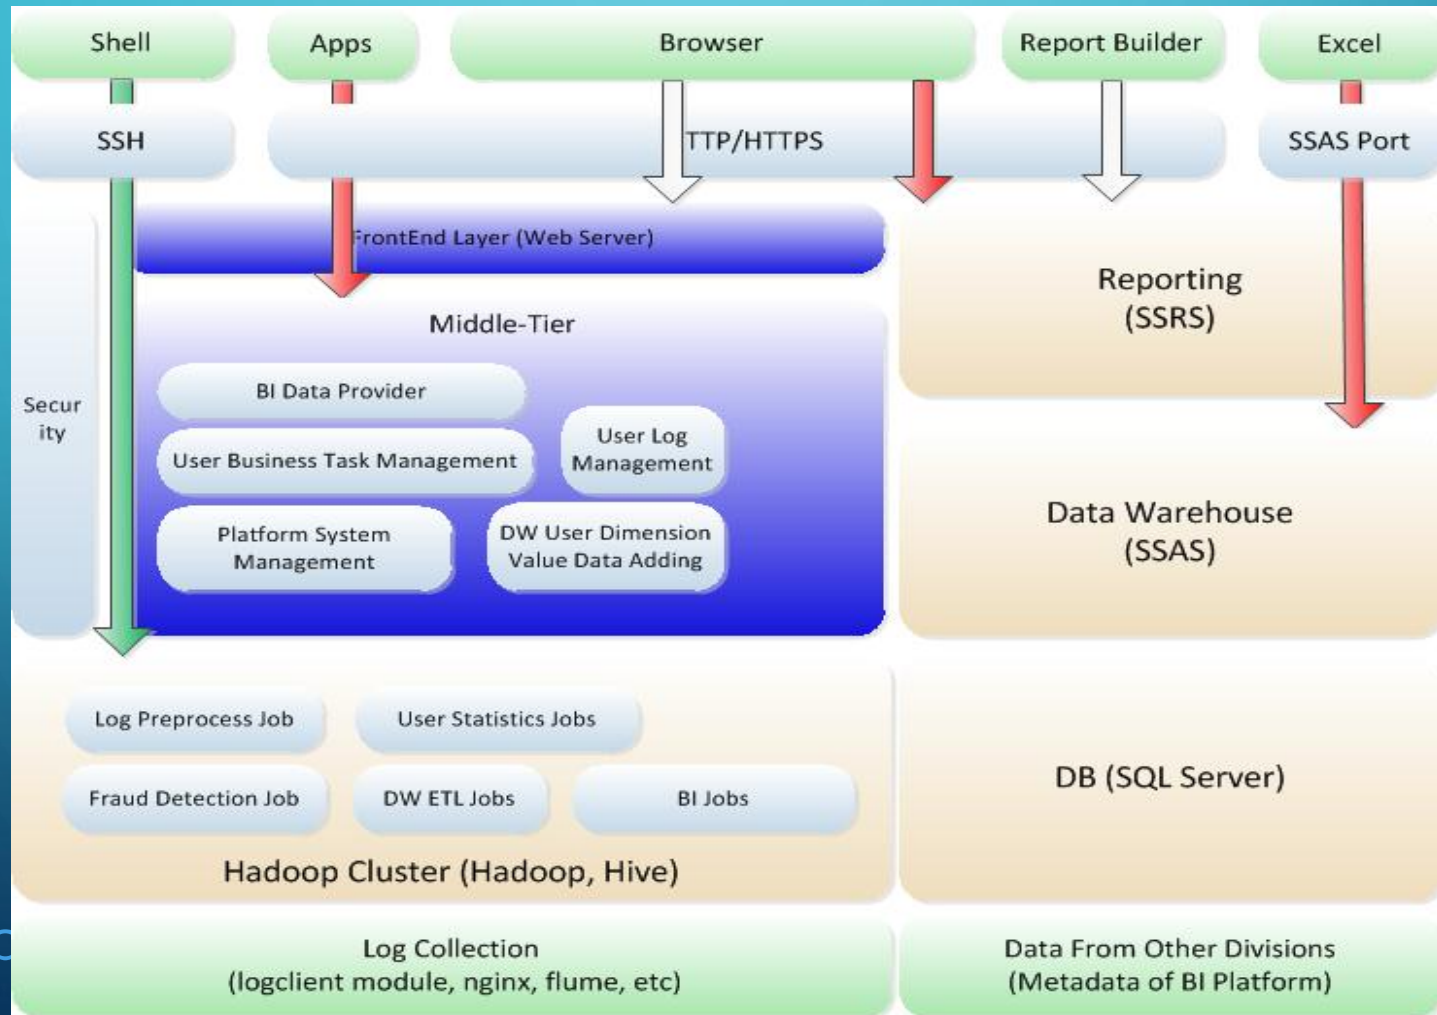 Shell
Apps
Browser
Report Builder
Excel
SSH
TTP/HTTPS
SSAS Port
Secur
ity
FrontEnd Layer (Web Server)
Middle-Tier
BI Data Provider
User Business Task Management
User Log
Management
Platform System
Management
DW User Dimension
Value Data Adding
Reporting
(SSRS)
Data Warehouse
(SSAS)
Log Preprocess Job
User Statistics Jobs
Fraud Detection Job
DW ETL Jobs
BI Jobs
Hadoop Cluster (Hadoop, Hive)
DB (SQL Server)
Log Collection
(logclient module, nginx, flume, etc)
Data From Other Divisions
(Metadata of BI Platform)